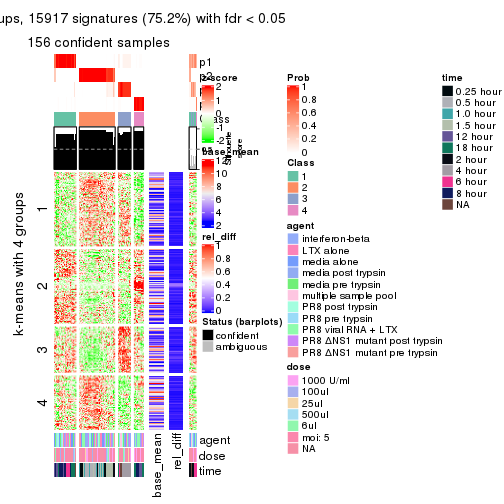 ups, 15917 signatures (75.2%) with fdr < 0.05
156 confident samples
p1
z-score
2
1
0
-1
-2
Class
Silhouette
score
base_mean
12
10
8
6
4
2
rel_diff
1
0.8
0.6
0.4
0.2
0
Status (barplots)
confident
ambiguous
k-means with 4 groups
1
2
3
4
base_mean
rel_diff
agent
dose
time
Prob
1
0.8
0.6
0.4
0.2
0
Class
1
2
3
4
agent
interferon-beta
LTX alone
media alone
media post trypsin
media pre trypsin
multiple sample pool
PR8 post trypsin
PR8 pre trypsin
PR8 viral RNA + LTX
PR8 ΔNS1 mutant post trypsin
PR8 ΔNS1 mutant pre trypsin
dose
1000 U/ml
100ul
25ul
500ul
6ul
moi: 5
NA
time
0.25 hour
0.5 hour
1.0 hour
1.5 hour
12 hour
18 hour
2 hour
4 hour
6 hour
8 hour
NA